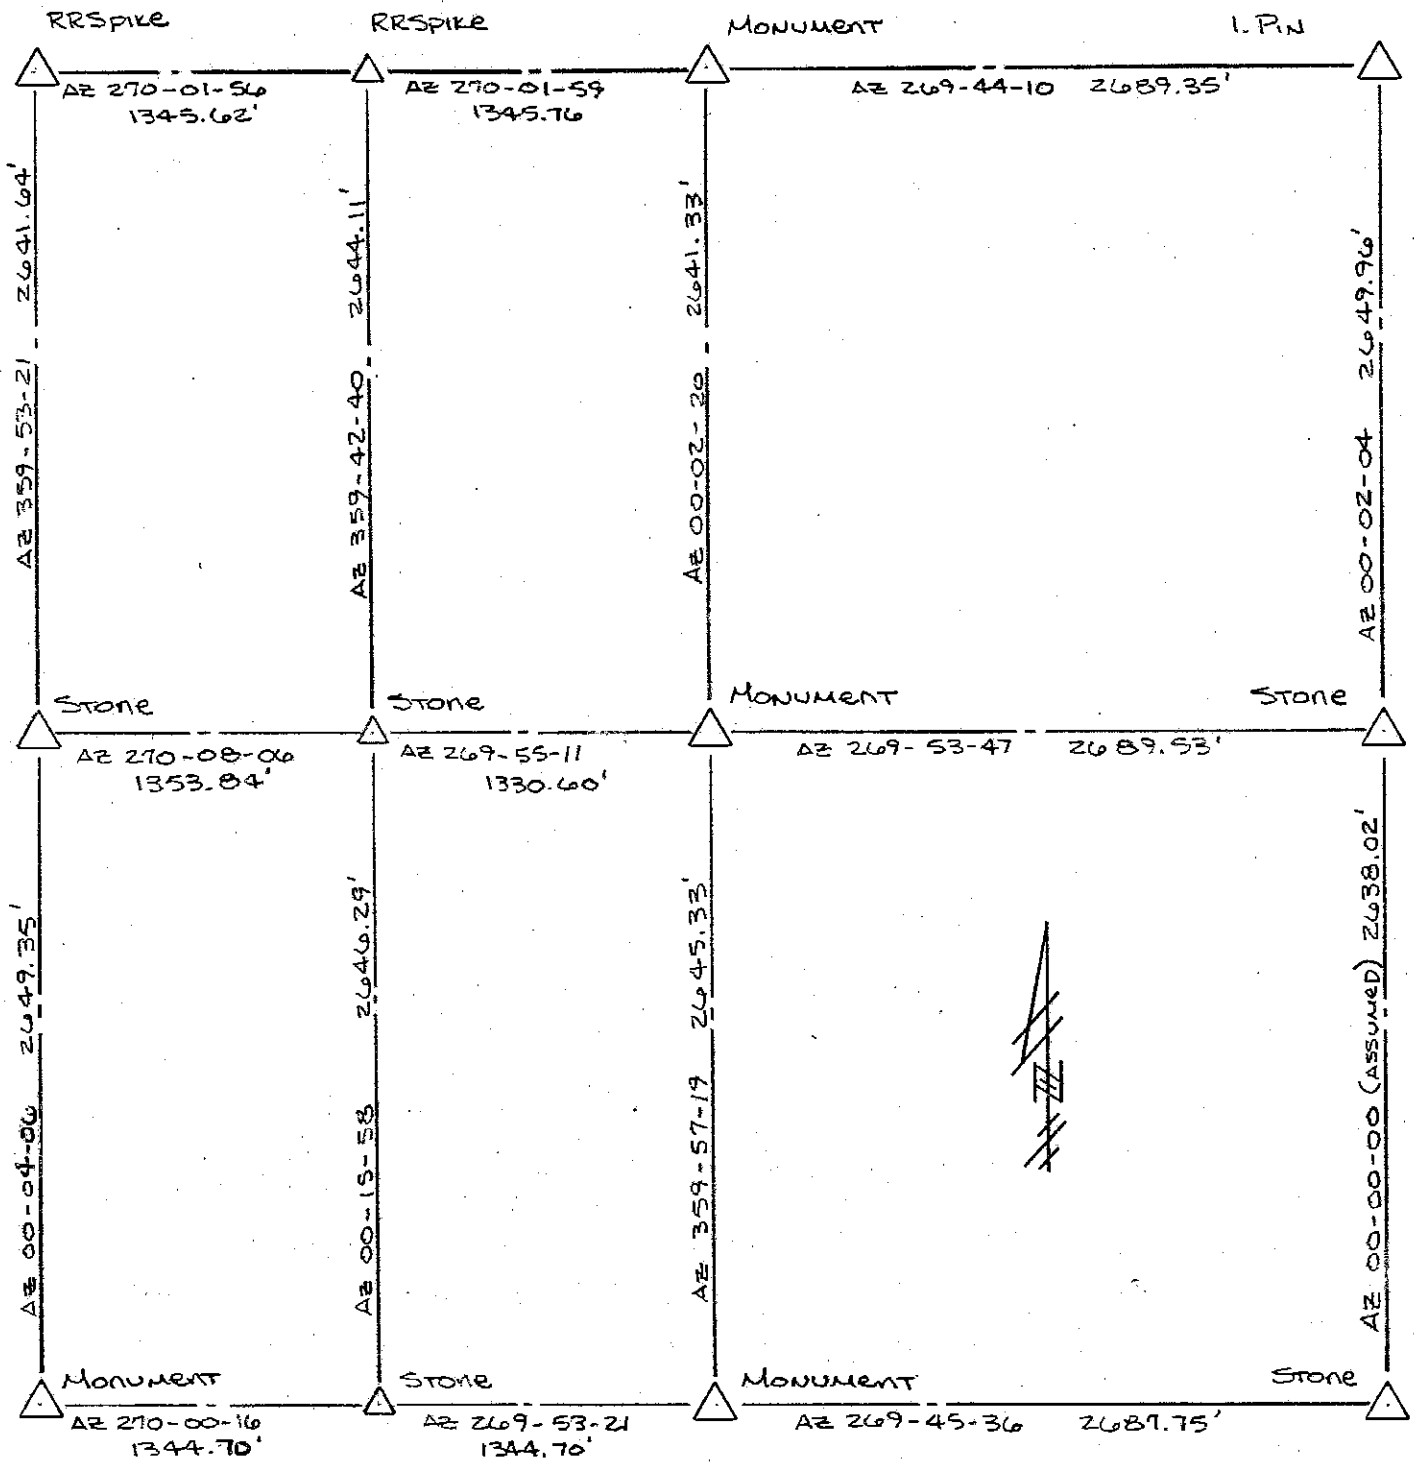 RRSpike
RRSpike
Monument
I. Pin
AZ 270-01-56
1345.62'
AZ 270-01-59
1345.76
AZ 269-44-10 2689.35'
AZ 359-53-21 2641.64'
AZ 359-42-40 2644.11'
AZ 00-02-20 2641.33'
AZ 00-02-04 2649.96'
Stone
Stone
Monument
Stone
AZ 270-08-06
1353.84'
AZ 269-55-11
1330.60'
AZ 269-53-47 2689.53'
AZ 00-04-06 2649.35'
AZ 00-15-58 2646.29'
AZ 359-57-19 2645.33'
N
AZ 00-00-00 (ASSUMED) 2638.02'
Monument
Stone
Monument
Stone
AZ 270-00-16
1344.70'
AZ 269-53-21
1344.70'
AZ 269-45-36 2687.75'